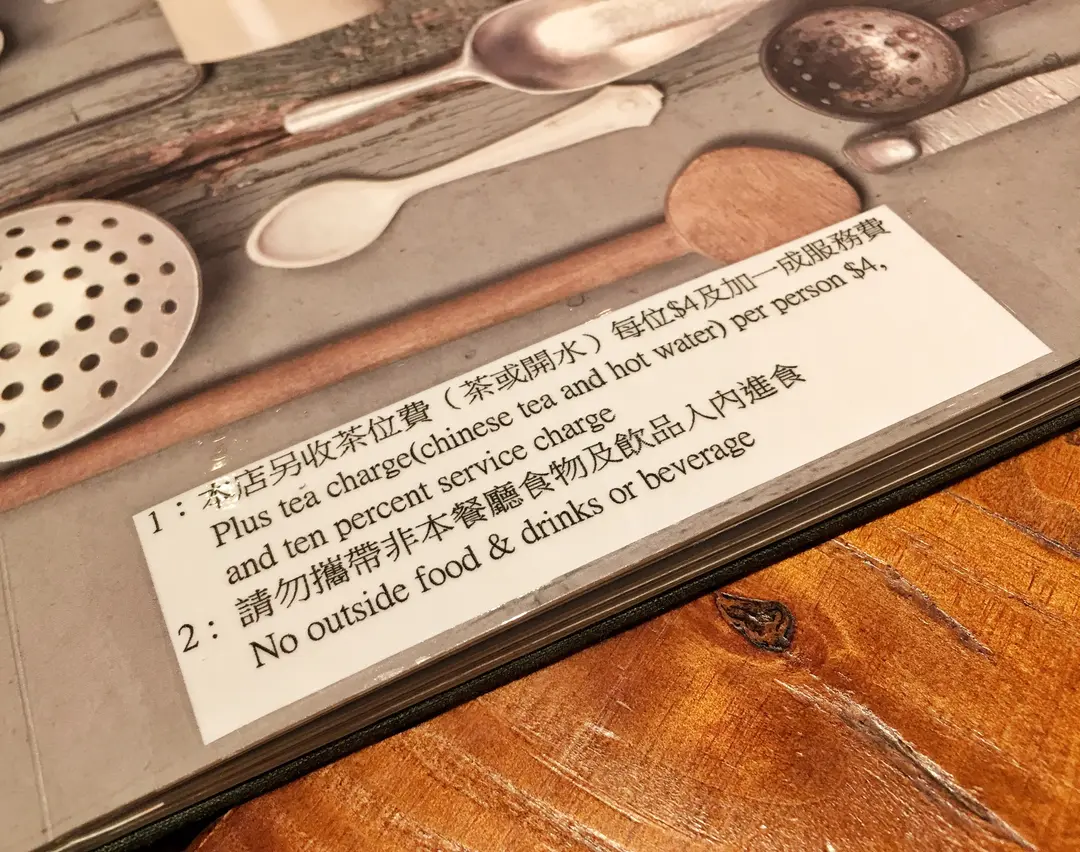 1：本店另收茶位費（茶或開水）每位$4及加一成服務費
Plus tea charge(chinese tea and hot water) per person $4,
and ten percent service charge
2：請勿攜帶非本餐廳食物及飲品入內進食
No outside food & drinks or beverage